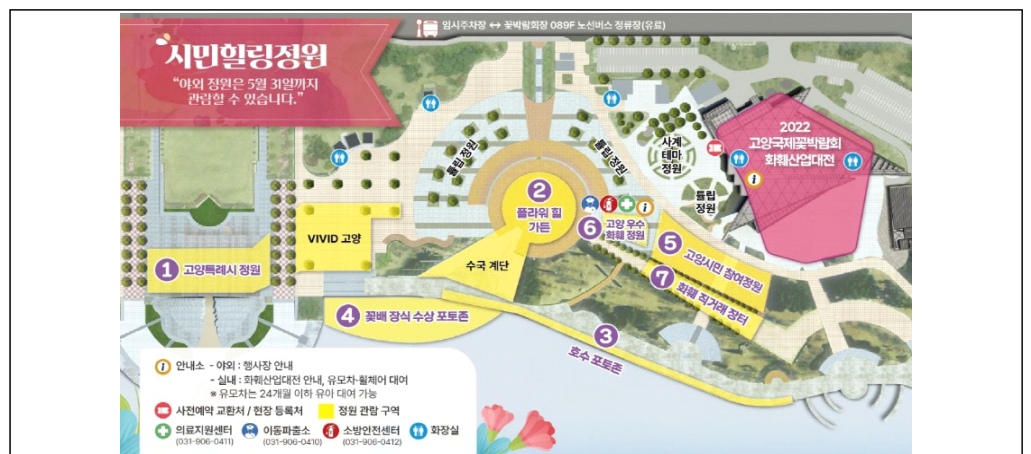 임시주차장 ↔ 꽃박람회장 089F 노선버스 정류장(유료)
시민힐링정원
“야외 정원은 5월 31일까지
관람할 수 있습니다.”
튤립 정원
튤립 정원
사계
테마
정원
튤립
정원
2022
고양국제꽃박람회
화훼산업대전
2
플라워 힐
가든
6 고양 우수
화훼 정원
VIVID 고양
수국 계단
1 고양특례시 정원
5 고양시민 참여정원
7 화훼 직거래 장터
4 꽃배 장식 수상 포토존
3
호수 포토존
안내소 - 야외 : 행사장 안내
- 실내 : 화훼산업대전 안내, 유모차·휠체어 대여
※ 유모차는 24개월 이하 유아 대여 가능
사전예약 교환처 / 현장 등록처 정원 관람 구역
의료지원센터 이동파출소 소방안전센터 화장실
(031-906-0411) (031-906-0410) (031-906-0412)